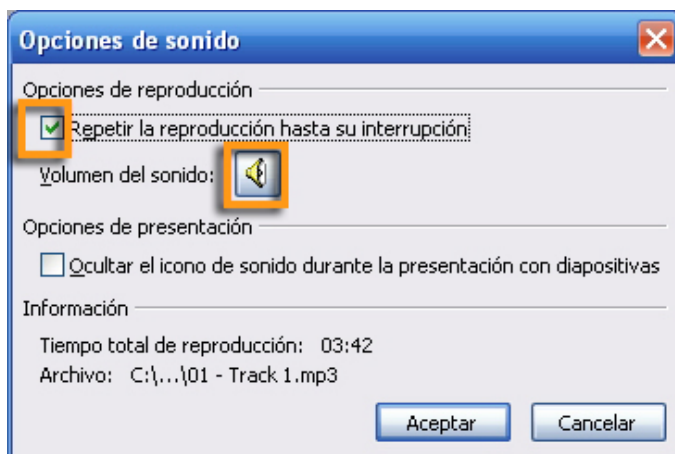 Opciones de sonido
Opciones de reproducción
Repetir la reproducción hasta su interrupción
Volumen del sonido:
Opciones de presentación
Ocultar el icono de sonido durante la presentación con diapositivas
Información
Tiempo total de reproducción: 03:42
Archivo: C:\...\01 - Track 1.mp3
Aceptar Cancelar